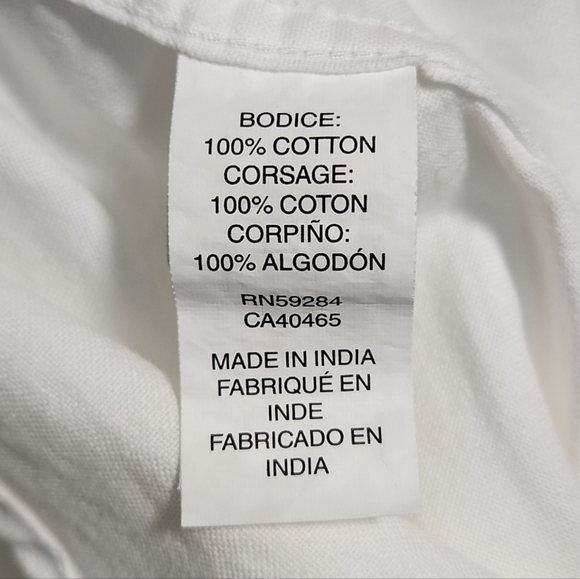 BODICE:
100% COTTON
CORSAGE:
100% COTON
CORPIÑO:
100% ALGODÓN
RN59284
CA40465
MADE IN INDIA
FABRIQUÉ EN
INDE
FABRICADO EN
INDIA